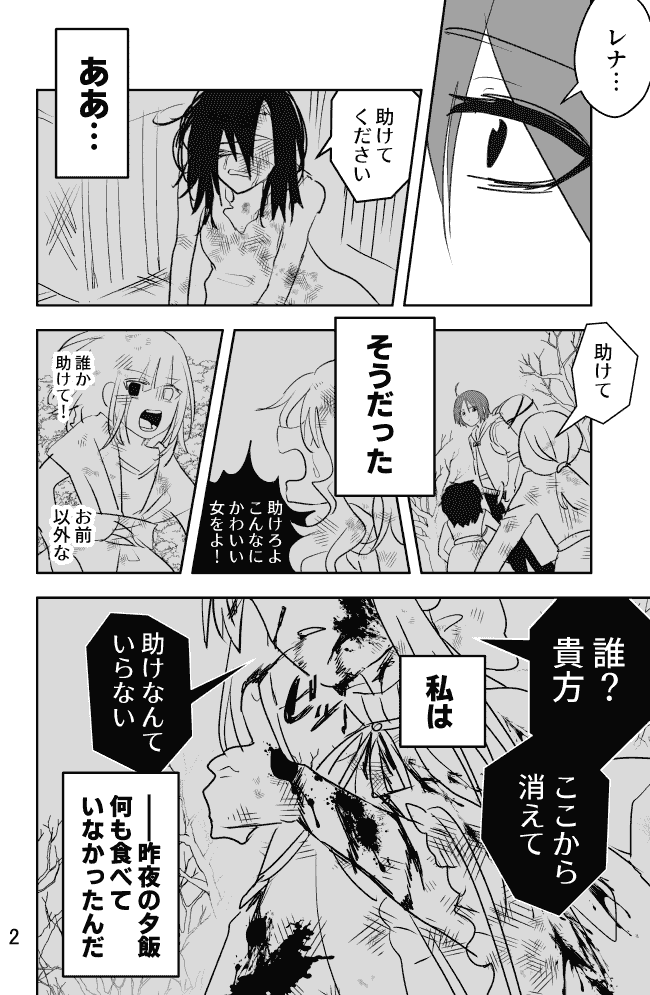 レナ…
助けて
ください
ああ…
助けて
そうだった
助けろよ
こんなに
かわいい
女をよ！
誰か
助けて！
お前
以外な
誰？
貴方
ここから
消えて
私は
ビッ
助けなんて
いらない
――昨夜の夕飯
何も食べて
いなかったんだ
2